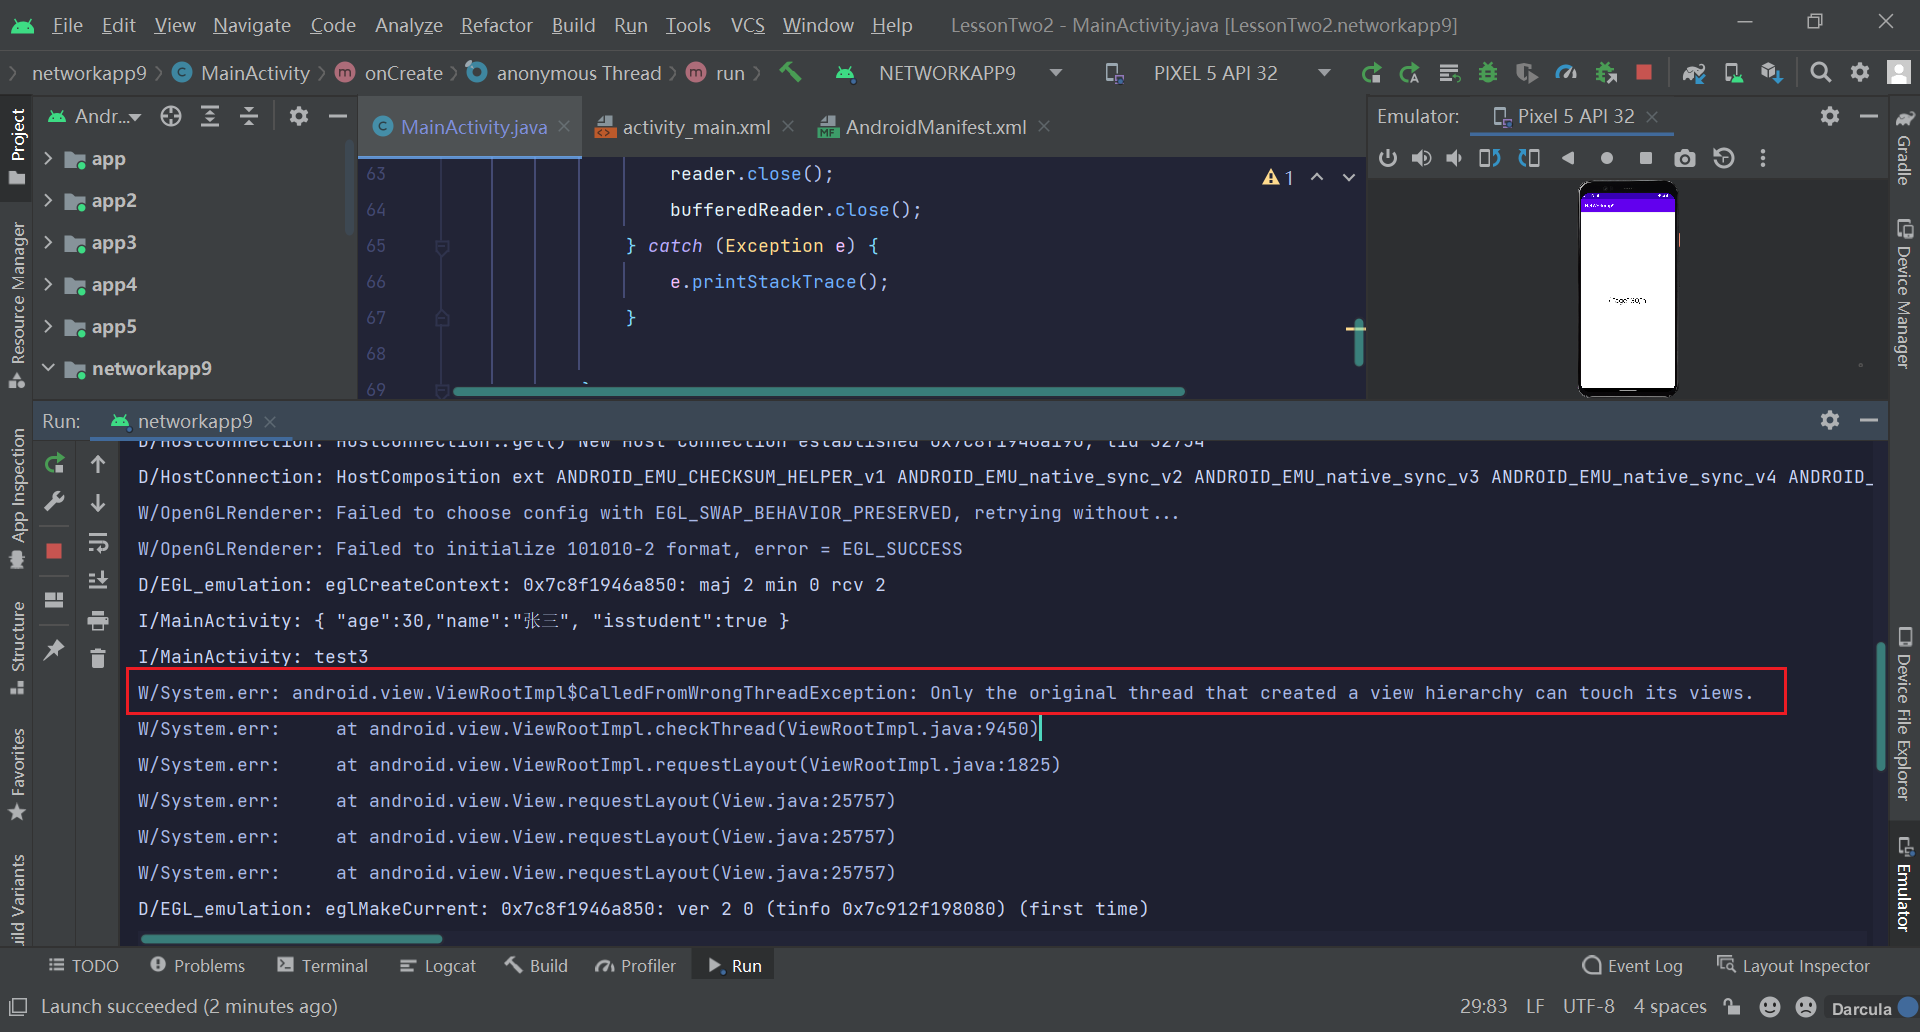 File Edit View Navigate Code Analyze Refactor Build Run Tools VCS Window Help LessonTwo2 - MainActivity.java [LessonTwo2.networkapp9]
networkapp9 MainActivity onCreate anonymous Thread run NETWORKAPP9 PIXEL 5 API 32
Project
Resource Manager
App Inspection
Structure
Favorites
Andr...
app
app2
app3
app4
app5
networkapp9
MainActivity.java activity_main.xml AndroidManifest.xml
63 reader.close();
64 bufferedReader.close();
65 } catch (Exception e) {
66 e.printStackTrace();
67 }
68
69
1
Emulator: Pixel 5 API 32
Gradle
Device Manager
Device File Explorer
Emulator
Run: networkapp9
D/HostConnection: HostComposition ext ANDROID_EMU_CHECKSUM_HELPER_v1 ANDROID_EMU_native_sync_v2 ANDROID_EMU_native_sync_v3 ANDROID_EMU_native_sync_v4 ANDROID_
W/OpenGLRenderer: Failed to choose config with EGL_SWAP_BEHAVIOR_PRESERVED, retrying without...
W/OpenGLRenderer: Failed to initialize 101010-2 format, error = EGL_SUCCESS
D/EGL_emulation: eglCreateContext: 0x7c8f1946a850: maj 2 min 0 rcv 2
I/MainActivity: { "age":30,"name":"张三", "isstudent":true }
I/MainActivity: test3
W/System.err: android.view.ViewRootImpl$CalledFromWrongThreadException: Only the original thread that created a view hierarchy can touch its views.
W/System.err: at android.view.ViewRootImpl.checkThread(ViewRootImpl.java:9450)
W/System.err: at android.view.ViewRootImpl.requestLayout(ViewRootImpl.java:1825)
W/System.err: at android.view.View.requestLayout(View.java:25757)
W/System.err: at android.view.View.requestLayout(View.java:25757)
W/System.err: at android.view.View.requestLayout(View.java:25757)
D/EGL_emulation: eglMakeCurrent: 0x7c8f1946a850: ver 2 0 (tinfo 0x7c912f198080) (first time)
TODO Problems Terminal Logcat Build Profiler Run Event Log Layout Inspector
Launch succeeded (2 minutes ago) 29:83 LF UTF-8 4 spaces Darcula